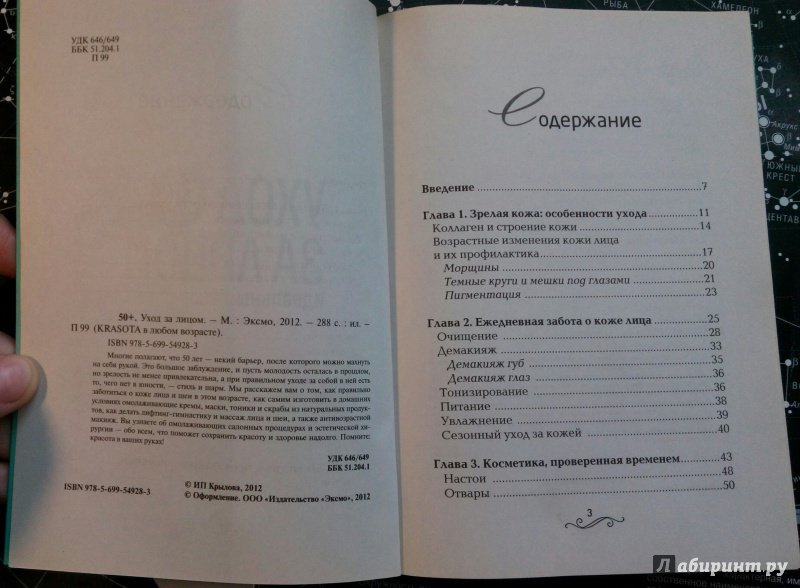 УДК 646/649
ББК 51.204.1
П 99
50+. Уход за лицом. – М. : Эксмо, 2012. – 288 с. : ил. –
П 99 (KRASOTA в любом возрасте).
ISBN 978-5-699-54928-3
Многие полагают, что 50 лет — некий барьер, после которого можно махнуть
на себя рукой. Это большое заблуждение, и пусть молодость осталась в прошлом,
но зрелость не менее привлекательна, а при правильном уходе за собой в ней есть
то, чего нет в юности, — стиль и шарм. Мы расскажем вам о том, как правильно
заботиться о коже лица и шеи в этом возрасте, как самим изготовить в домашних
условиях омолаживающие кремы, маски, тоники и скрабы из натуральных продук-
тов, как делать лифтинг-гимнастику и массаж лица и шеи, а также антивозрастной
макияж. Вы узнаете об омолаживающих салонных процедурах и эстетической хи-
рургии — обо всем, что поможет сохранить красоту и здоровье надолго. Помните:
красота в ваших руках!
УДК 646/649
ББК 51.204.1
© ИП Крылова, 2012
ISBN 978-5-699-54928-3
© Оформление. ООО «Издательство «Эксмо», 2012
Содержание
Введение 7
Глава 1. Зрелая кожа: особенности ухода 11
Коллаген и строение кожи 14
Возрастные изменения кожи лица
и их профилактика 17
Морщины 20
Темные круги и мешки под глазами 21
Пигментация 23
Глава 2. Ежедневная забота о коже лица 25
Очищение 28
Демакияж 33
Демакияж губ 35
Демакияж глаз 36
Тонизирование 36
Питание 38
Увлажнение 39
Сезонный уход за кожей 40
Глава 3. Косметика, проверенная временем 43
Настои 48
Отвары 50
3
РЫБА
ХАМЕЛЕОН
Акрукс
ЮЖНЫЙ
КРЕСТ
Лабиринт.ру